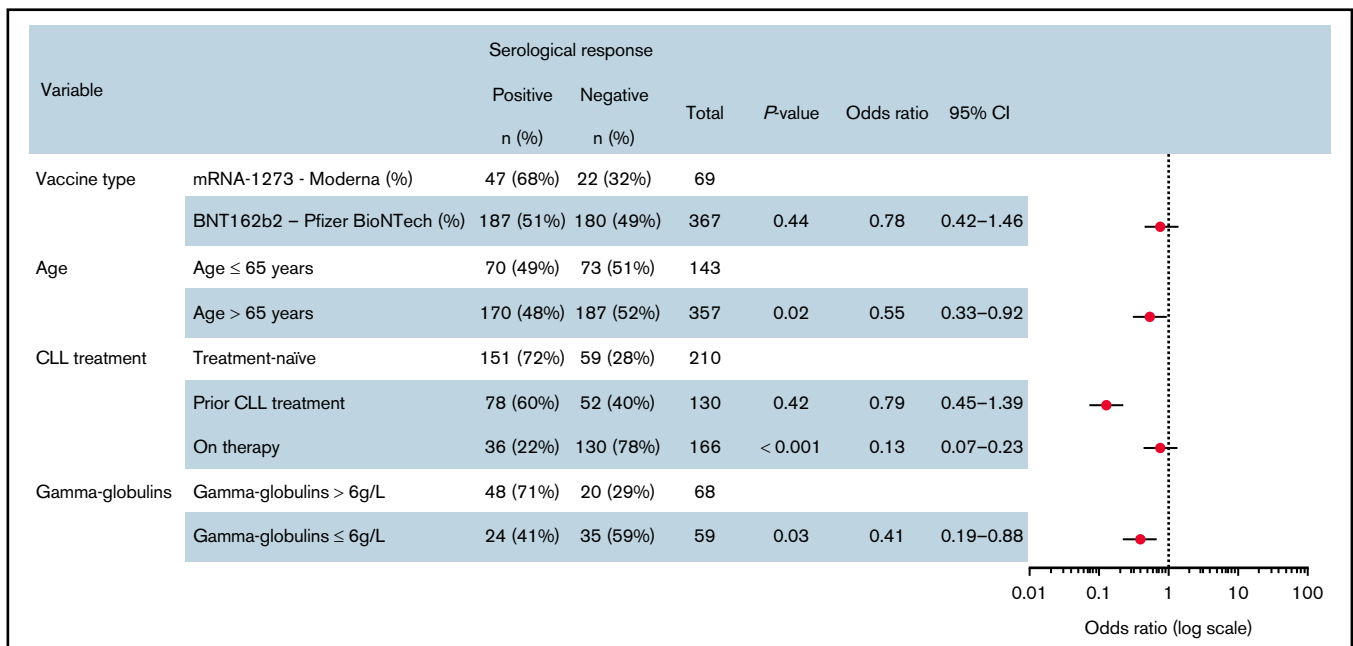 Serological response
Variable
Positive Negative Total P-value Odds ratio 95% CI
n (%) n (%)
Vaccine type mRNA-1273 - Moderna (%) 47 (68%) 22 (32%) 69
BNT162b2 – Pfizer BioNTech (%) 187 (51%) 180 (49%) 367 0.44 0.78 0.42–1.46
Age Age ≤ 65 years 70 (49%) 73 (51%) 143
Age > 65 years 170 (48%) 187 (52%) 357 0.02 0.55 0.33–0.92
CLL treatment Treatment-naïve 151 (72%) 59 (28%) 210
Prior CLL treatment 78 (60%) 52 (40%) 130 0.42 0.79 0.45–1.39
On therapy 36 (22%) 130 (78%) 166 < 0.001 0.13 0.07–0.23
Gamma-globulins Gamma-globulins > 6g/L 48 (71%) 20 (29%) 68
Gamma-globulins ≤ 6g/L 24 (41%) 35 (59%) 59 0.03 0.41 0.19–0.88
0.01 0.1 1 10 100
Odds ratio (log scale)